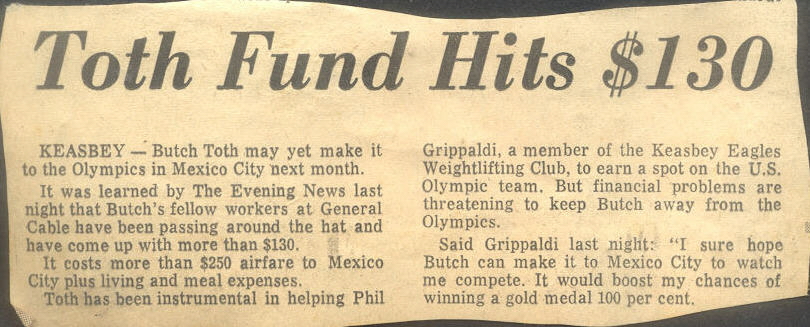 Toth Fund Hits $130
KEASBEY — Butch Toth may yet make it
to the Olympics in Mexico City next month.
It was learned by The Evening News last
night that Butch's fellow workers at General
Cable have been passing around the hat and
have come up with more than $130.
It costs more than $250 airfare to Mexico
City plus living and meal expenses.
Toth has been instrumental in helping Phil
Grippaldi, a member of the Keasbey Eagles
Weightlifting Club, to earn a spot on the U.S.
Olympic team. But financial problems are
threatening to keep Butch away from the
Olympics.
Said Grippaldi last night: "I sure hope
Butch can make it to Mexico City to watch
me compete. It would boost my chances of
winning a gold medal 100 per cent.